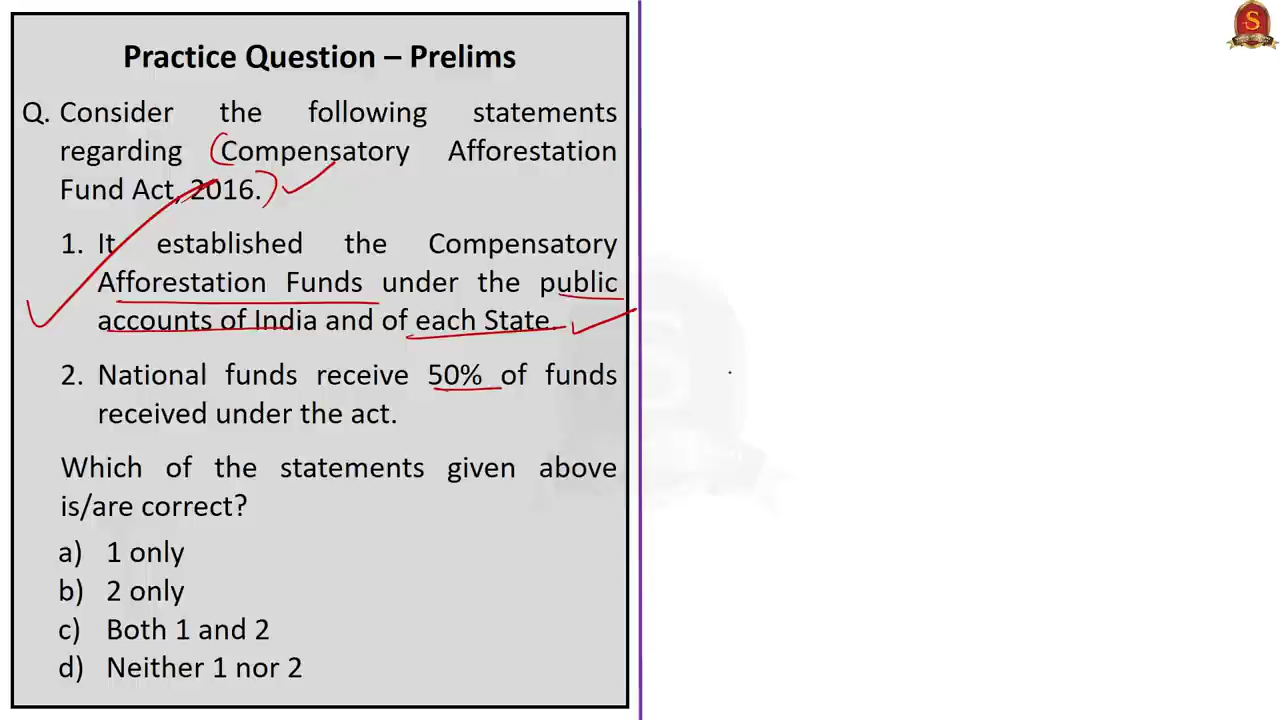 Practice Question – Prelims
Q. Consider the following statements
regarding Compensatory Afforestation
Fund Act, 2016.
1. It established the Compensatory
Afforestation Funds under the public
accounts of India and of each State.
2. National funds receive 50% of funds
received under the act.
Which of the statements given above
is/are correct?
a) 1 only
b) 2 only
c) Both 1 and 2
d) Neither 1 nor 2
S